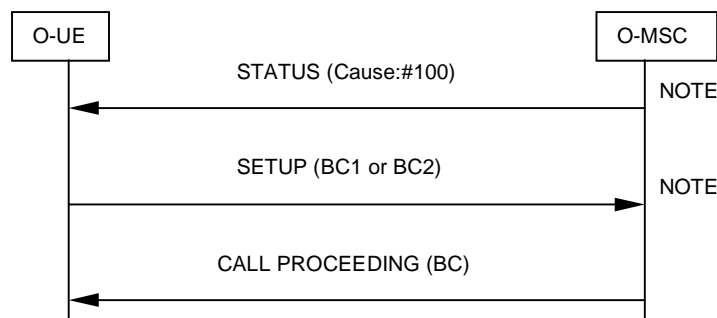 O-UE
O-MSC
STATUS (Cause:#100)
NOTE
SETUP (BC1 or BC2)
NOTE
CALL PROCEEDING (BC)